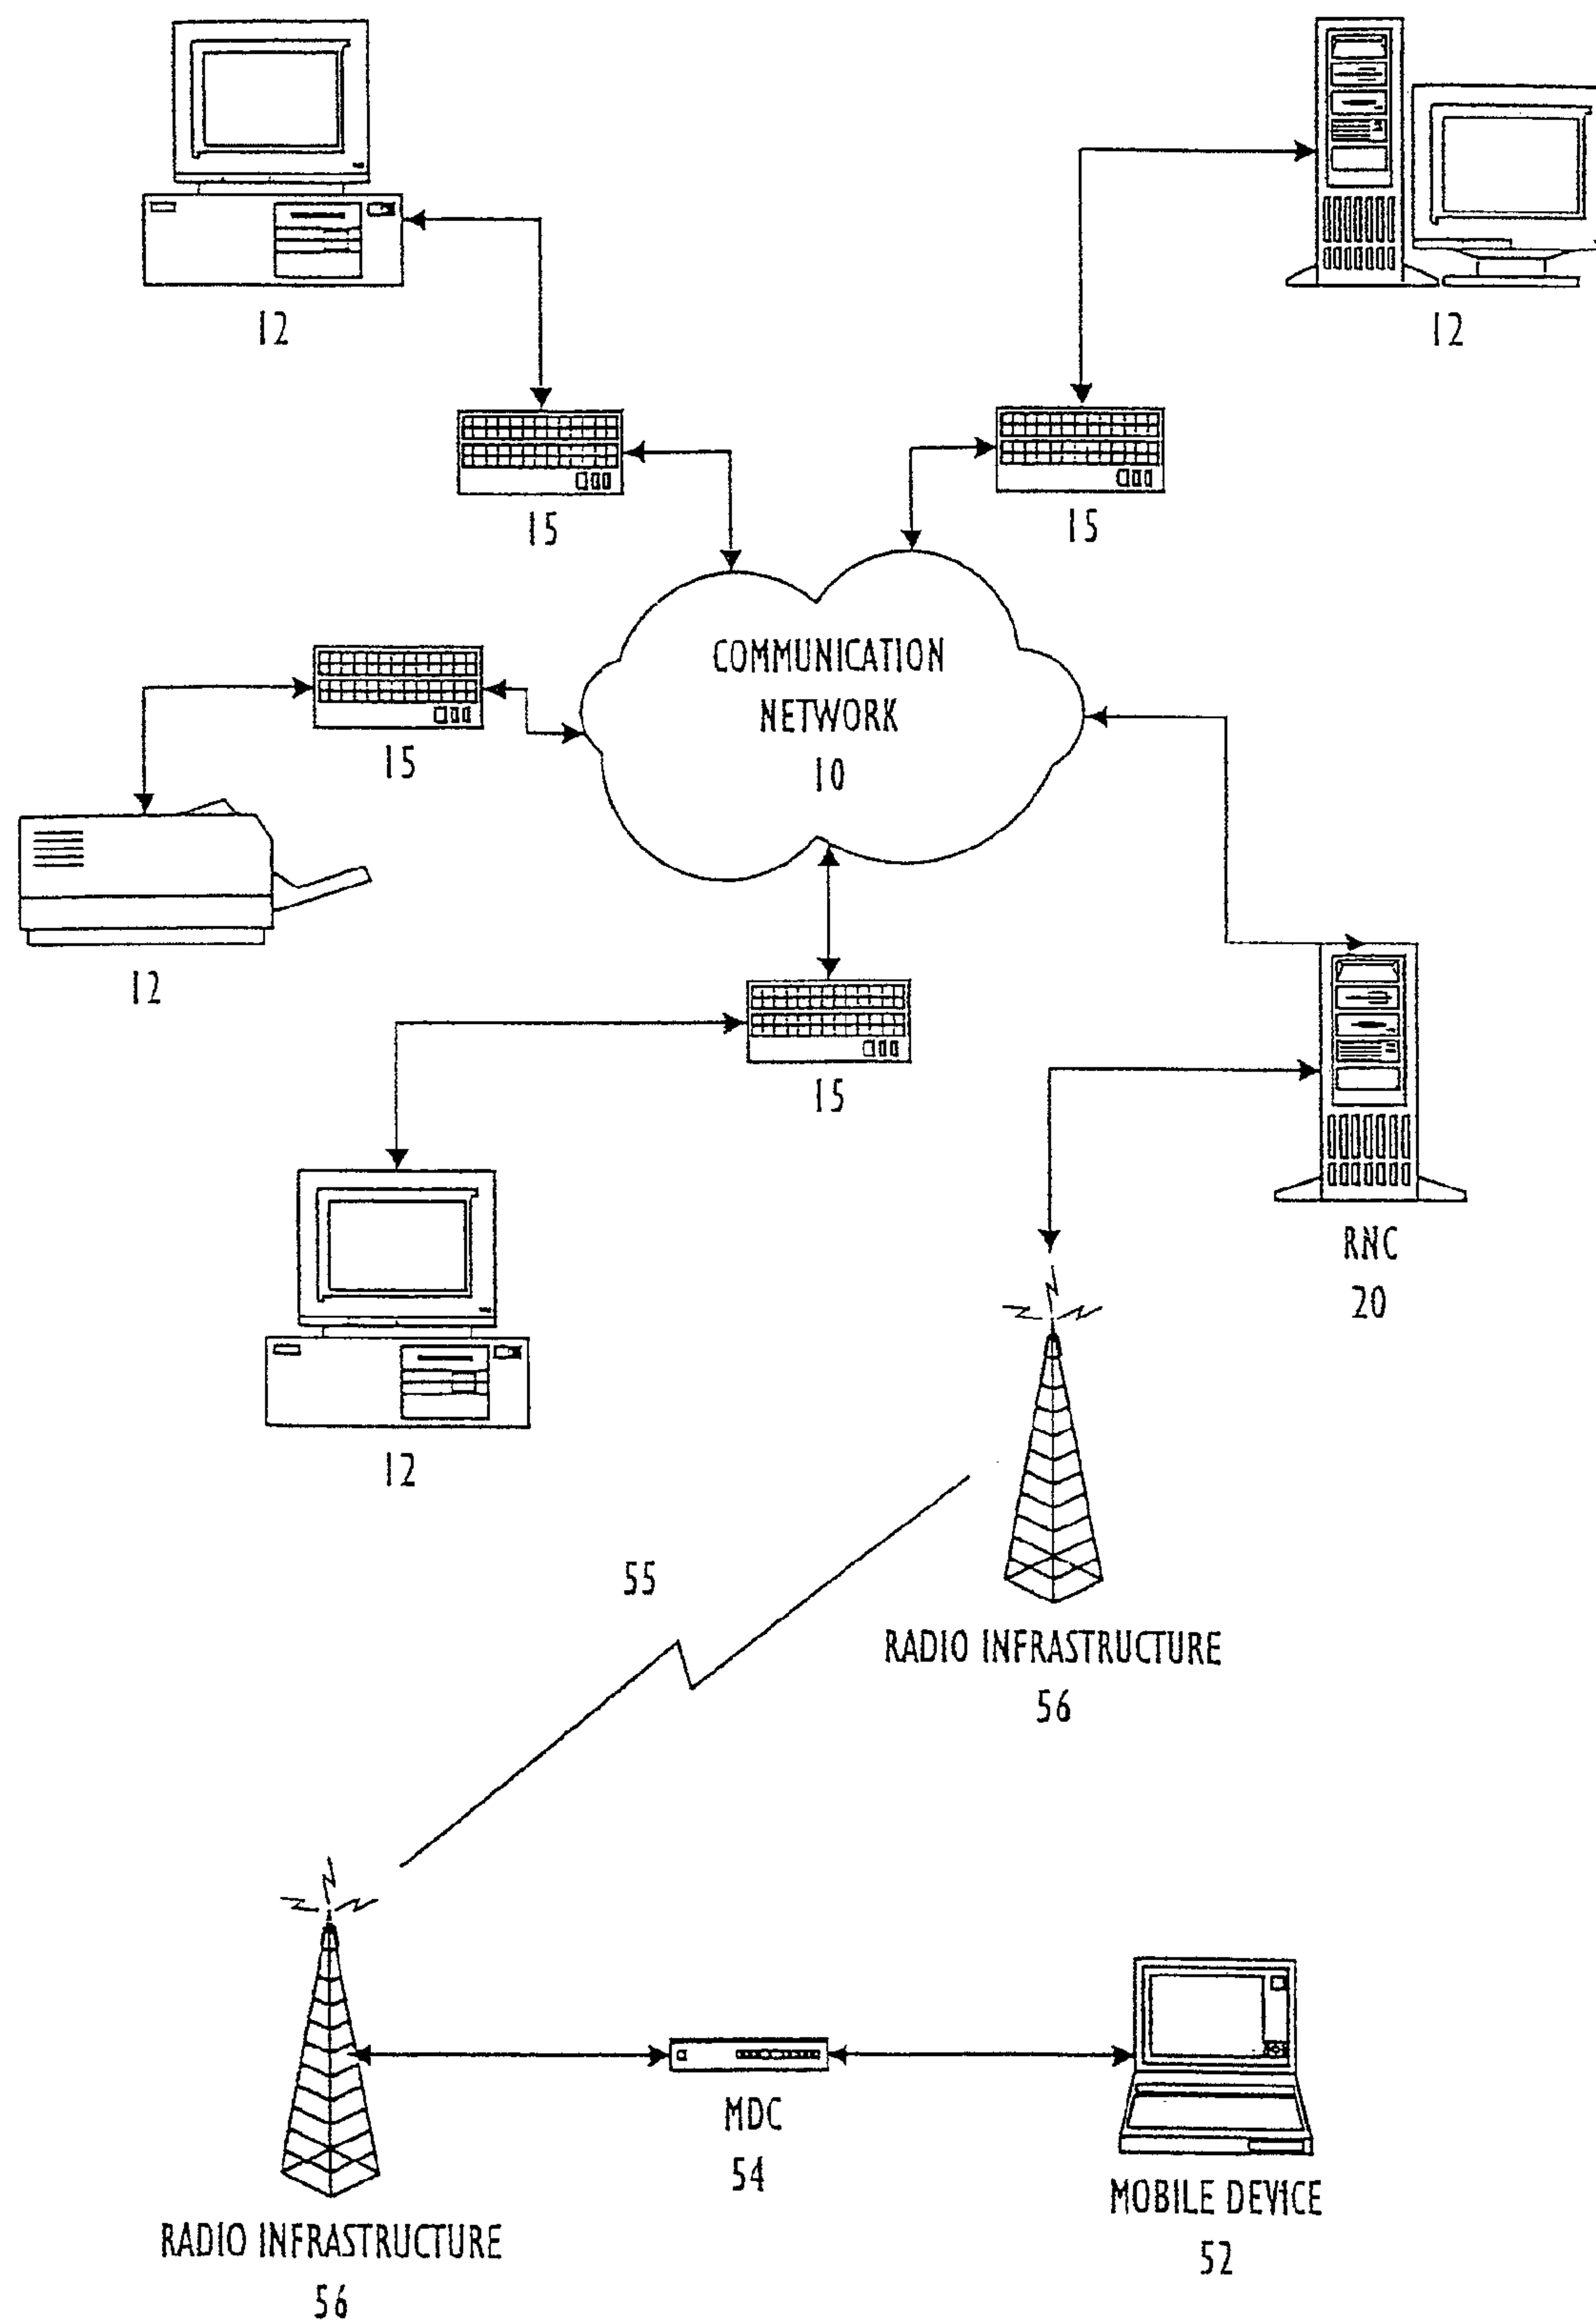 12
12
15
15
COMMUNICATION
NETWORK
10
15
12
15
RNC
20
12
55
RADIO INFRASTRUCTURE
56
MDC
54
MOBILE DEVICE
52
RADIO INFRASTRUCTURE
56